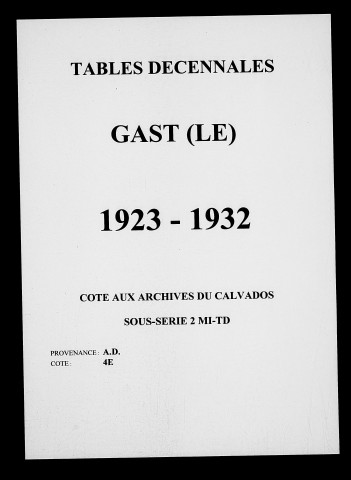 TABLES DECENNALES
GAST (LE)
1923 - 1932
COTE AUX ARCHIVES DU CALVADOS
SOUS-SERIE 2 MI-TD
PROVENANCE : A.D.
COTE : 4E